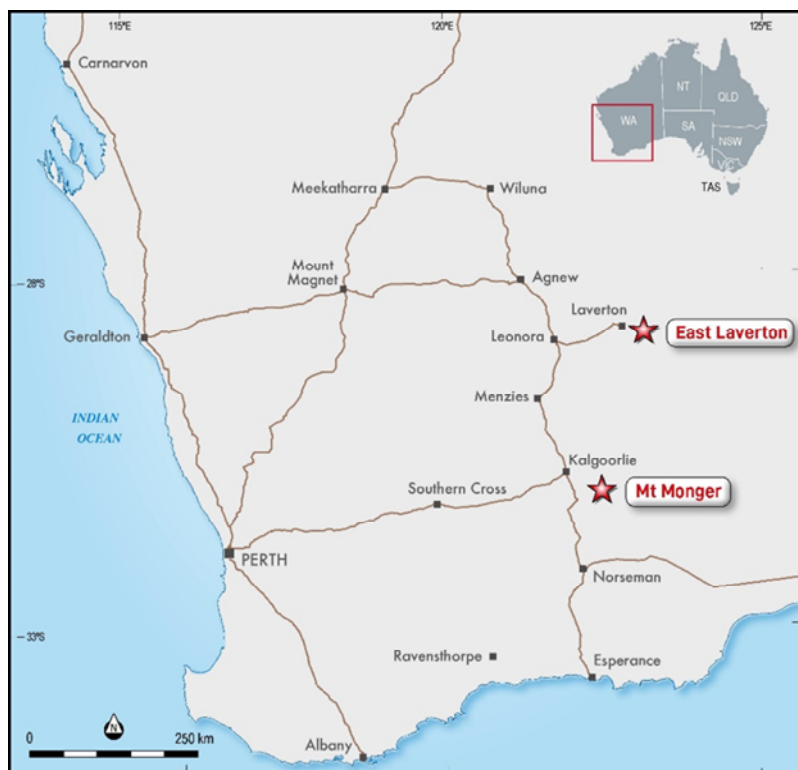 115°E
120°E
125°E
Carnarvon
NT
QLD
WA
SA
NSW
VIC
TAS
Meekatharra
Wiluna
Mount
Magnet
Agnew
28°S
Laverton
East Laverton
Geraldton
Leonora
Menzies
INDIAN
OCEAN
Kalgoorlie
Southern Cross
Mt Monger
PERTH
Norseman
33°S
Ravensthorpe
Esperance
N
0
250 km
Albany